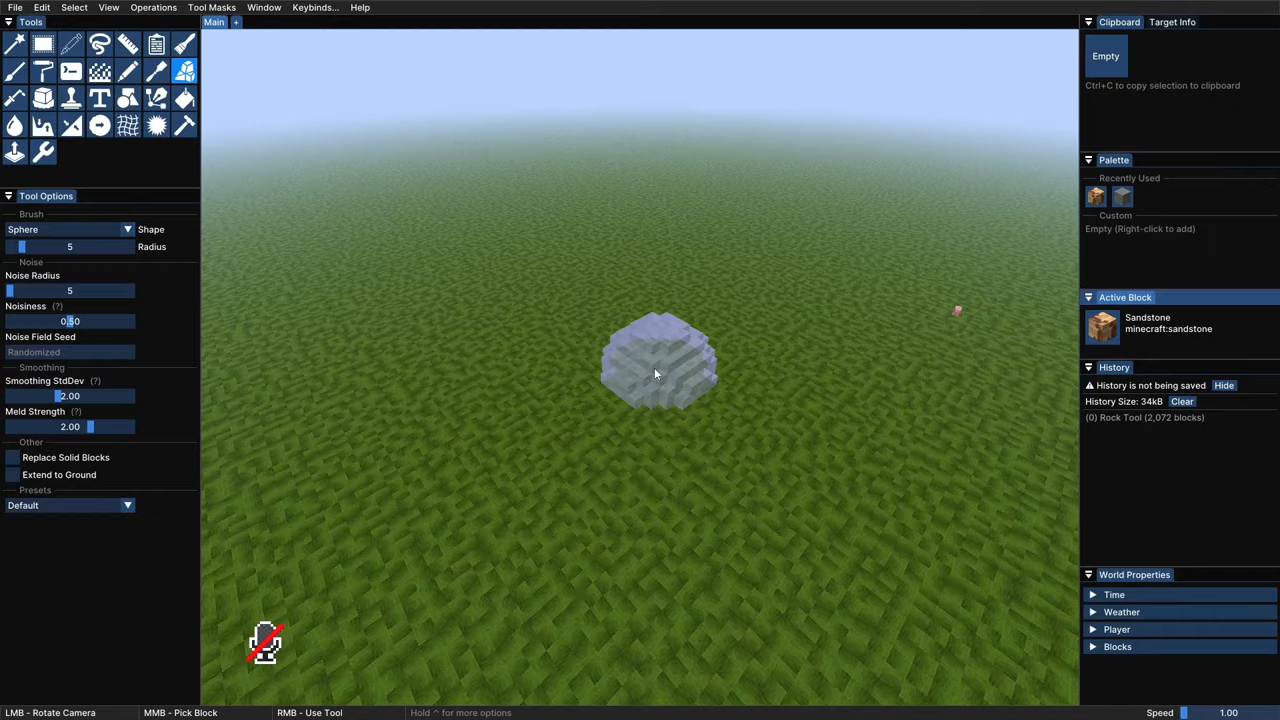 File Edit Select View Operations Tool Masks Window Keybinds... Help
Tools
Main +
Clipboard Target Info
Empty
Ctrl+C to copy selection to clipboard
Palette
Recently Used
Custom
Empty (Right-click to add)
Tool Options
Brush
Sphere Shape
5 Radius
Noise
Noise Radius
5
Noisiness (?)
0.50
Noise Field Seed
Randomized
Smoothing
Smoothing StdDev (?)
2.00
Meld Strength (?)
2.00
Other
Replace Solid Blocks
Extend to Ground
Presets
Default
Active Block
Sandstone
minecraft:sandstone
History
History is not being saved Hide
History Size: 34kB Clear
(0) Rock Tool (2,072 blocks)
World Properties
Time
Weather
Player
Blocks
LMB - Rotate Camera MMB - Pick Block RMB - Use Tool Hold ^ for more options Speed 1.00